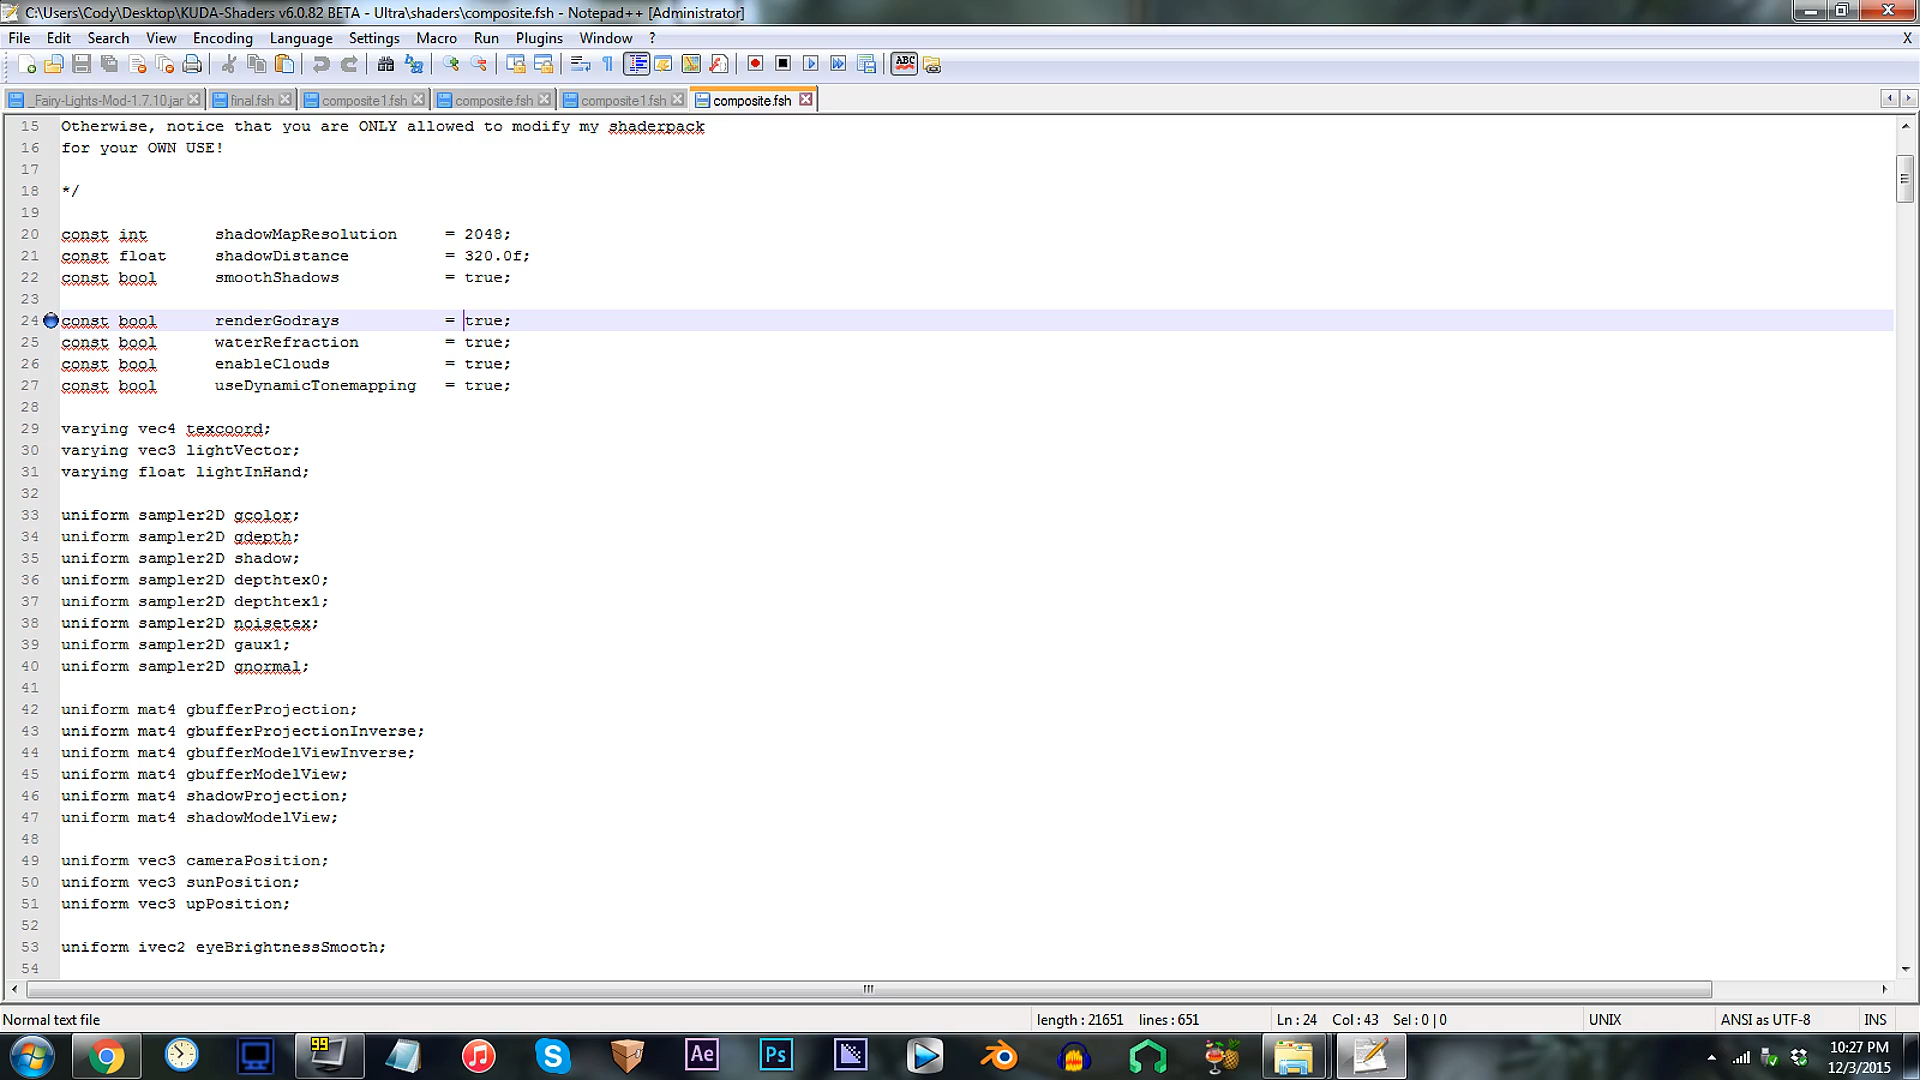 C:\Users\Cody\Desktop\KUDA-Shaders v6.0.82 BETA - Ultra\shaders\composite.fsh - Notepad++ [Administrator]
File Edit Search View Encoding Language Settings Macro Run Plugins Window ? X
ABC
_Fairy-Lights-Mod-1.7.10.jar final.fsh composite1.fsh composite.fsh composite1.fsh composite.fsh
15 Otherwise, notice that you are ONLY allowed to modify my shaderpack
16 for your OWN USE!
17
18 */
19
20 const int shadowMapResolution = 2048;
21 const float shadowDistance = 320.0f;
22 const bool smoothShadows = true;
23
24 const bool renderGodrays = true;
25 const bool waterRefraction = true;
26 const bool enableClouds = true;
27 const bool useDynamicTonemapping = true;
28
29 varying vec4 texcoord;
30 varying vec3 lightVector;
31 varying float lightInHand;
32
33 uniform sampler2D gcolor;
34 uniform sampler2D gdepth;
35 uniform sampler2D shadow;
36 uniform sampler2D depthtex0;
37 uniform sampler2D depthtex1;
38 uniform sampler2D noisetex;
39 uniform sampler2D gaux1;
40 uniform sampler2D gnormal;
41
42 uniform mat4 gbufferProjection;
43 uniform mat4 gbufferProjectionInverse;
44 uniform mat4 gbufferModelViewInverse;
45 uniform mat4 gbufferModelView;
46 uniform mat4 shadowProjection;
47 uniform mat4 shadowModelView;
48
49 uniform vec3 cameraPosition;
50 uniform vec3 sunPosition;
51 uniform vec3 upPosition;
52
53 uniform ivec2 eyeBrightnessSmooth;
54
Normal text file length : 21651 lines : 651 Ln : 24 Col : 43 Sel : 0 | 0 UNIX ANSI as UTF-8 INS
99 S Ae Ps
10:27 PM
12/3/2015